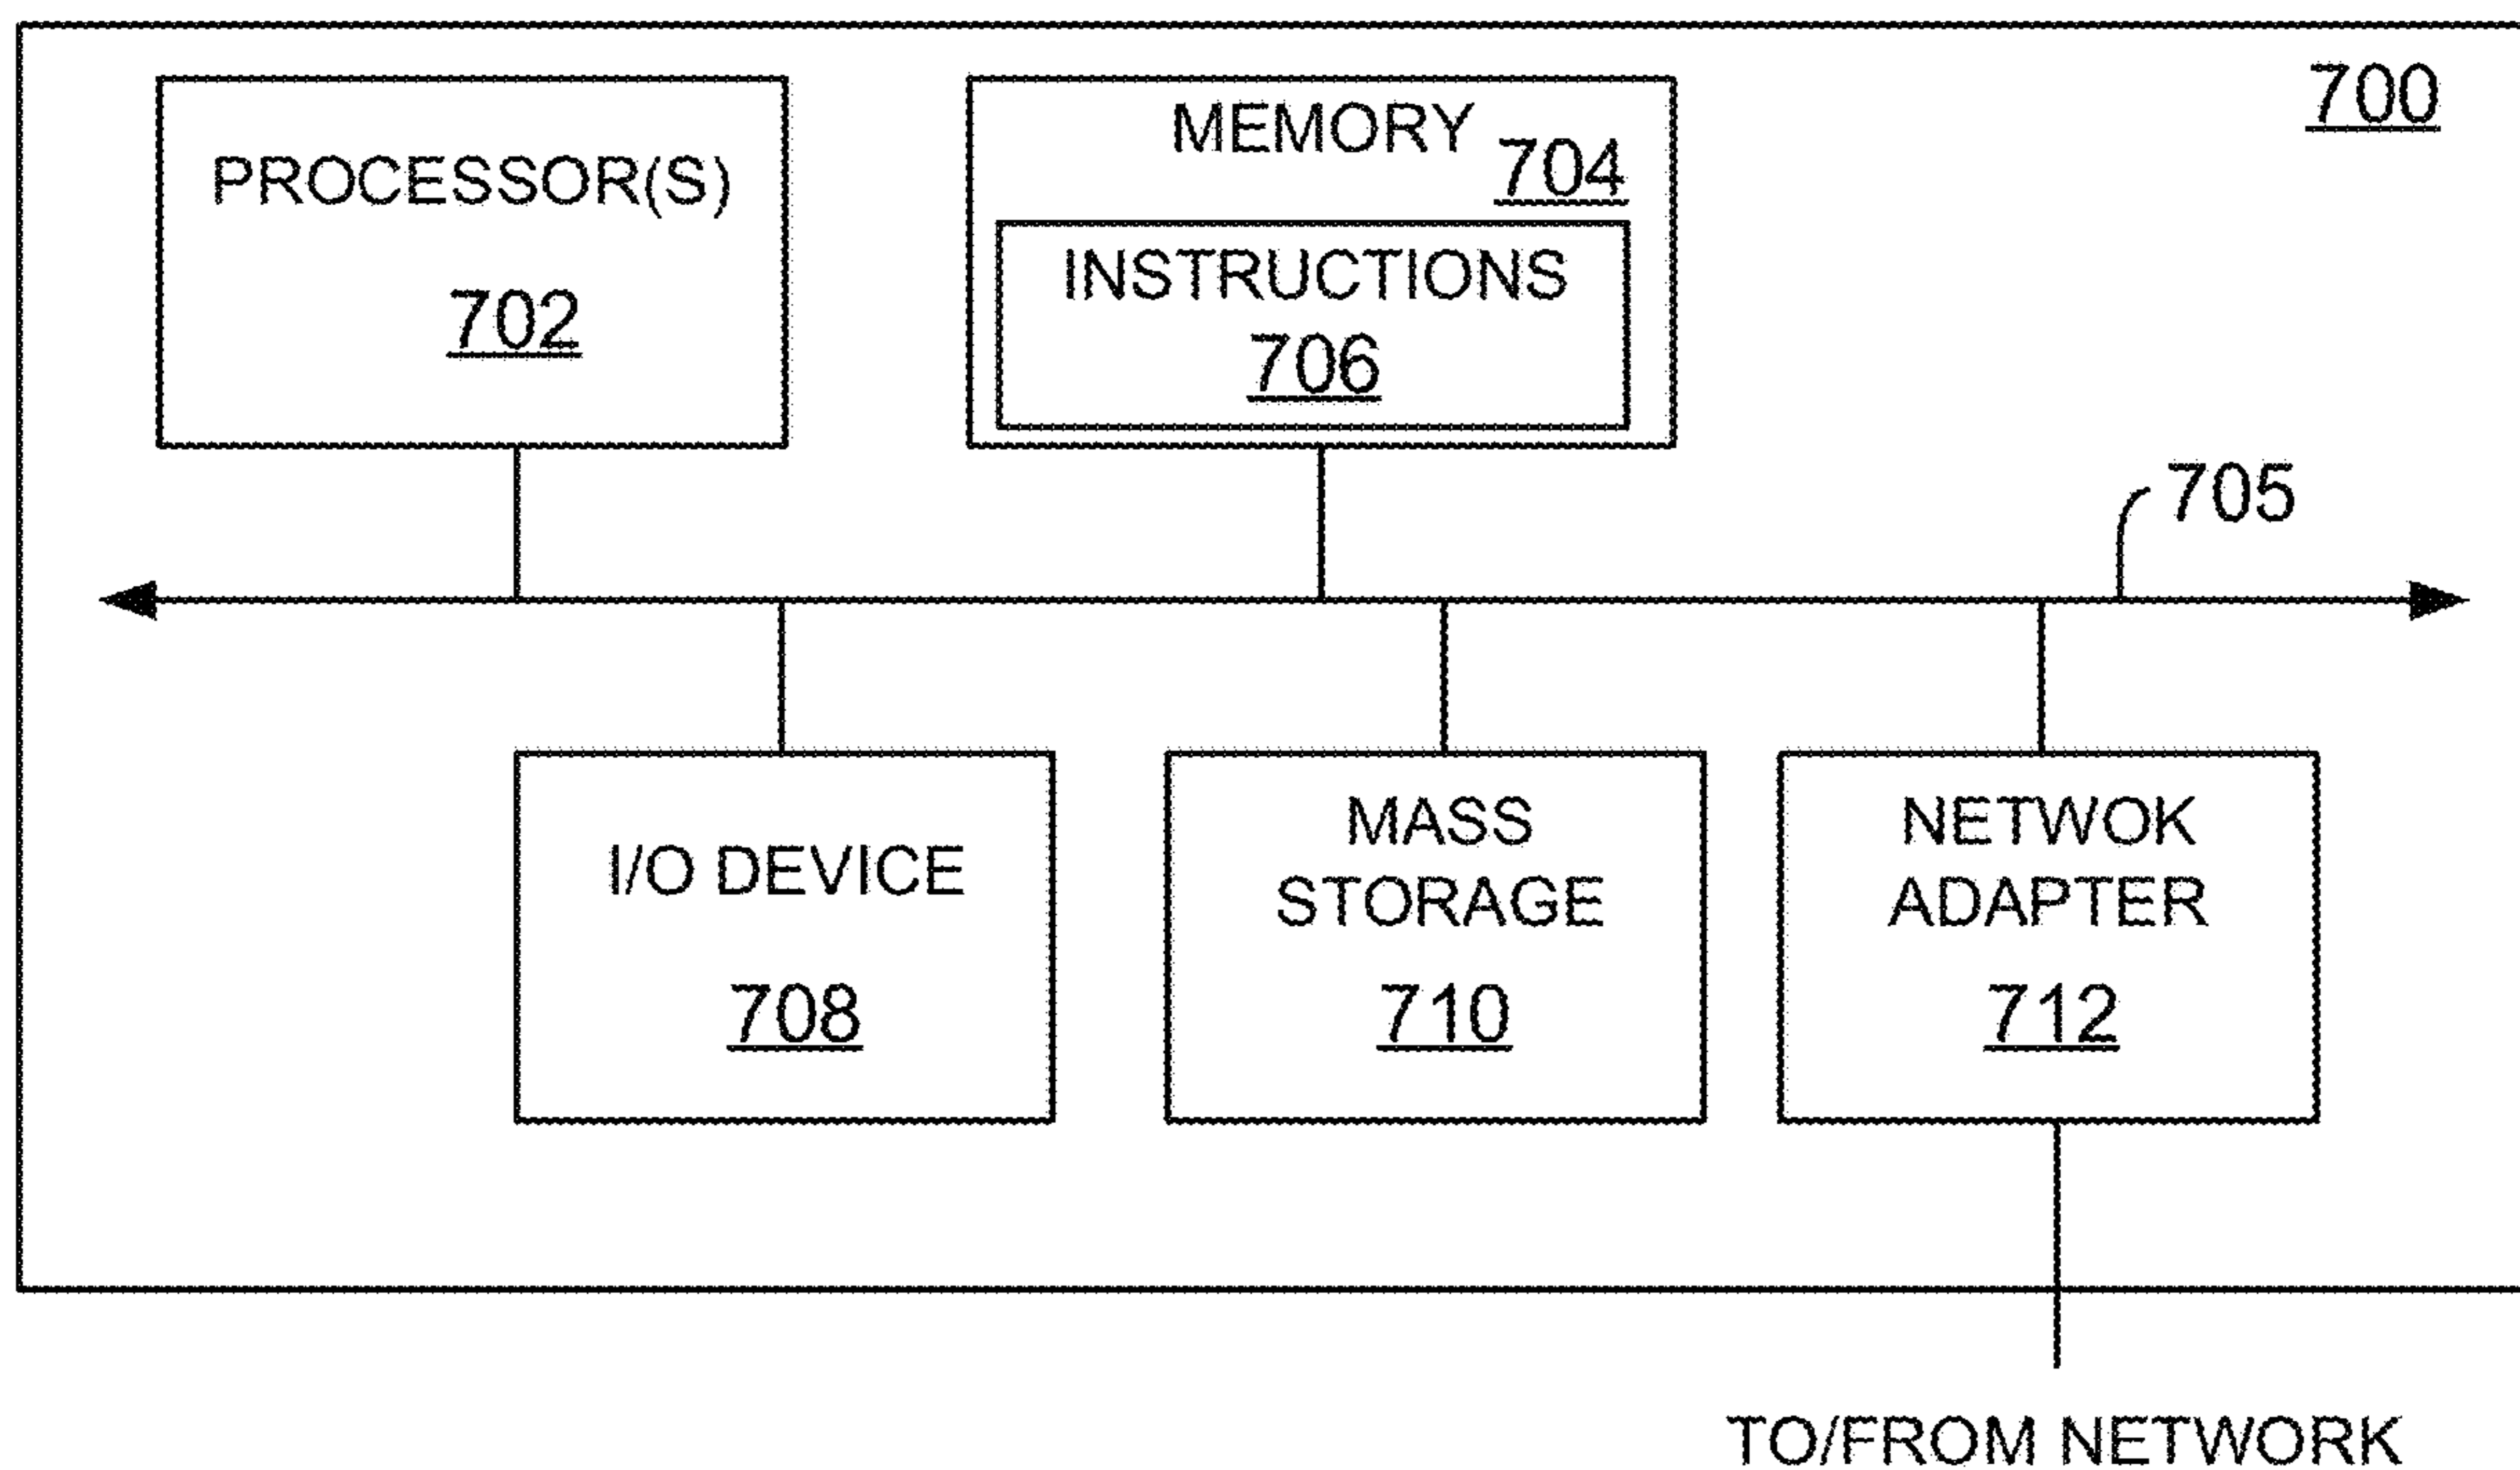 700
PROCESSOR(S)
702
MEMORY
704
INSTRUCTIONS
706
705
I/O DEVICE
708
MASS
STORAGE
710
NETWOK
ADAPTER
712
TO/FROM NETWORK